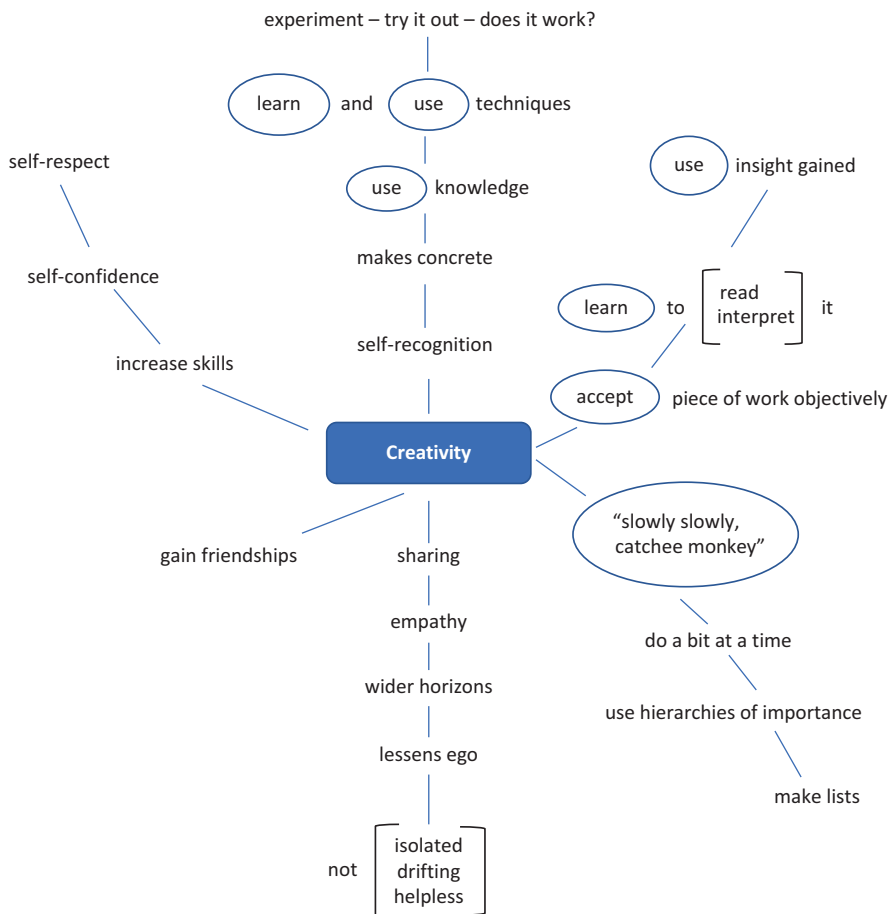 experiment – try it out – does it work?
learn and use techniques
self-respect
use insight gained
use knowledge
makes concrete
self-confidence
read
learn to interpret it
self-recognition
increase skills
accept piece of work objectively
Creativity
“slowly slowly,
catchee monkey”
gain friendships
sharing
empathy
do a bit at a time
wider horizons
use hierarchies of importance
lessens ego
make lists
isolated
not drifting
helpless